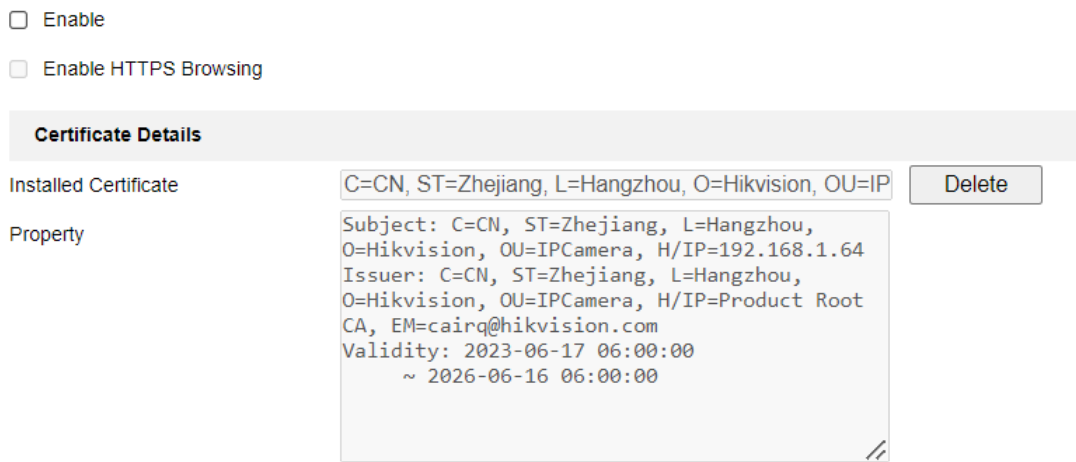 Enable
Enable HTTPS Browsing
Certificate Details
Installed Certificate
C=CN, ST=Zhejiang, L=Hangzhou, O=Hikvision, OU=IP
Delete
Property
Subject: C=CN, ST=Zhejiang, L=Hangzhou,
O=Hikvision, OU=IPCamera, H/IP=192.168.1.64
Issuer: C=CN, ST=Zhejiang, L=Hangzhou,
O=Hikvision, OU=IPCamera, H/IP=Product Root
CA, EM=cairq@hikvision.com
Validity: 2023-06-17 06:00:00
~ 2026-06-16 06:00:00